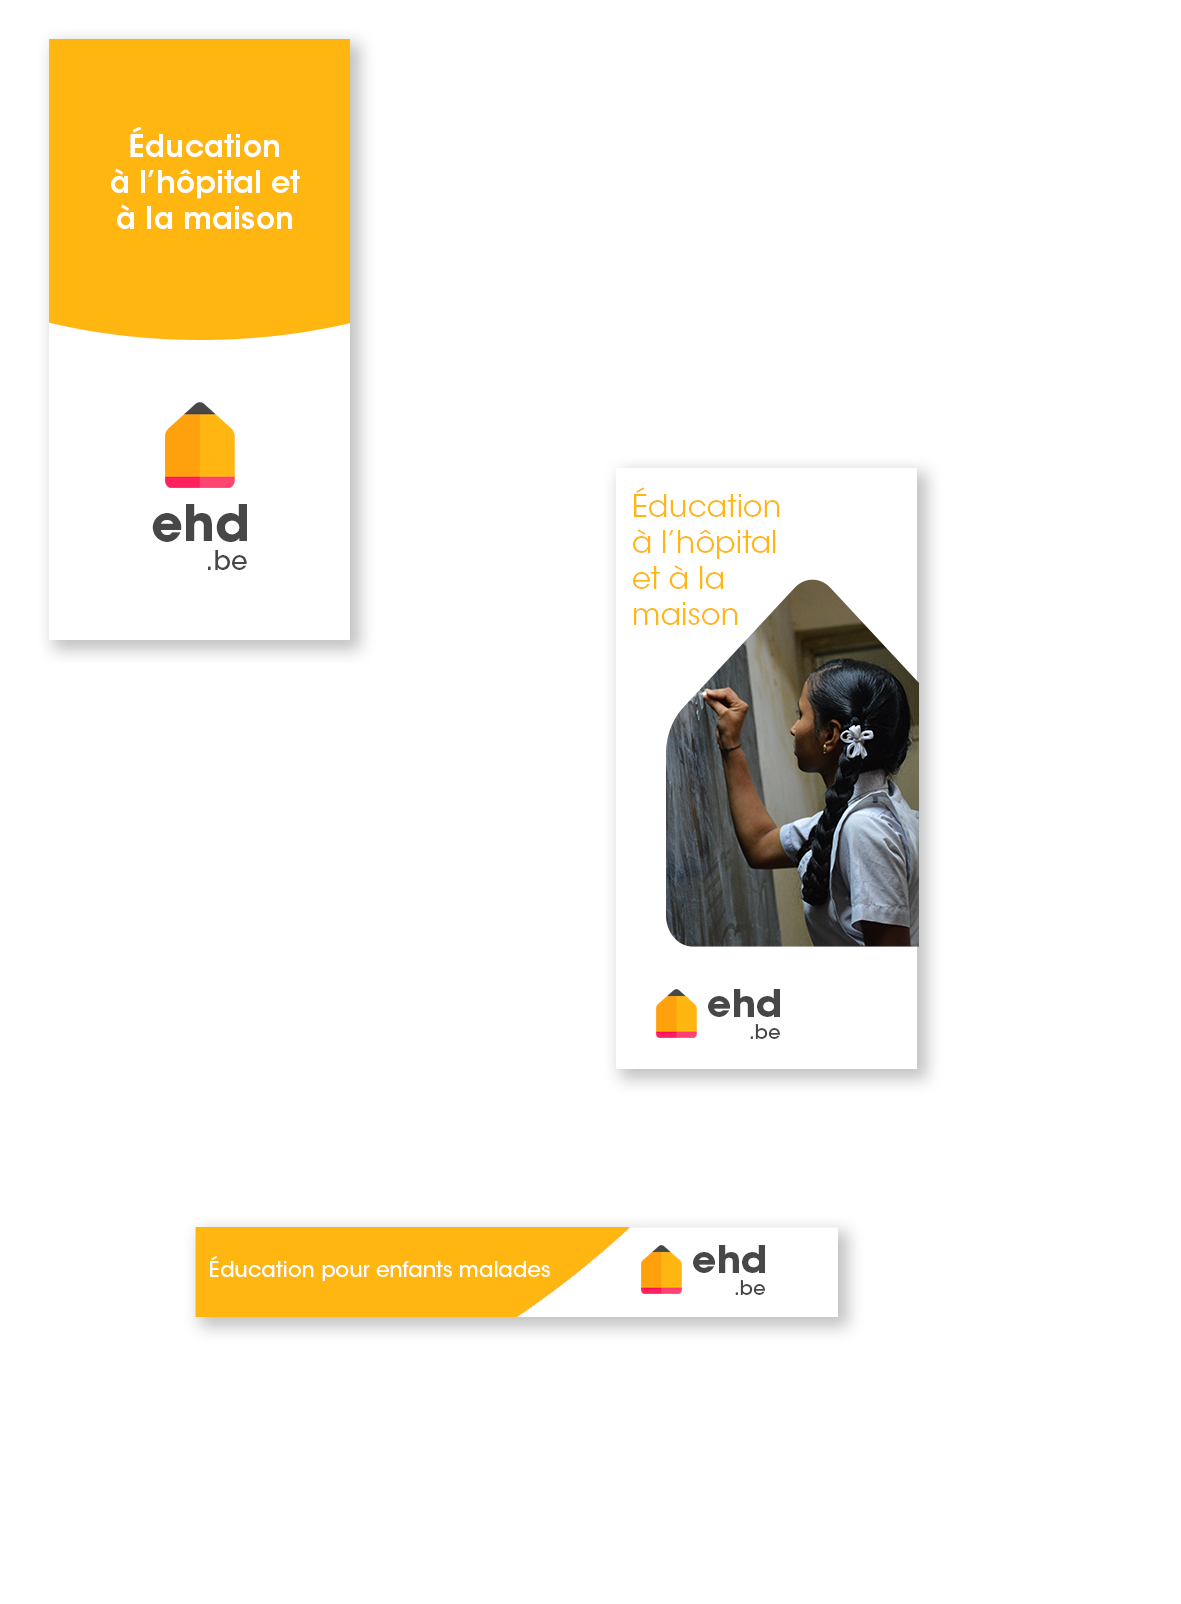 Éducation
à l’hôpital et
à la maison
ehd
.be
Éducation
à l’hôpital
et à la
maison
ehd
.be
Éducation pour enfants malades
ehd
.be